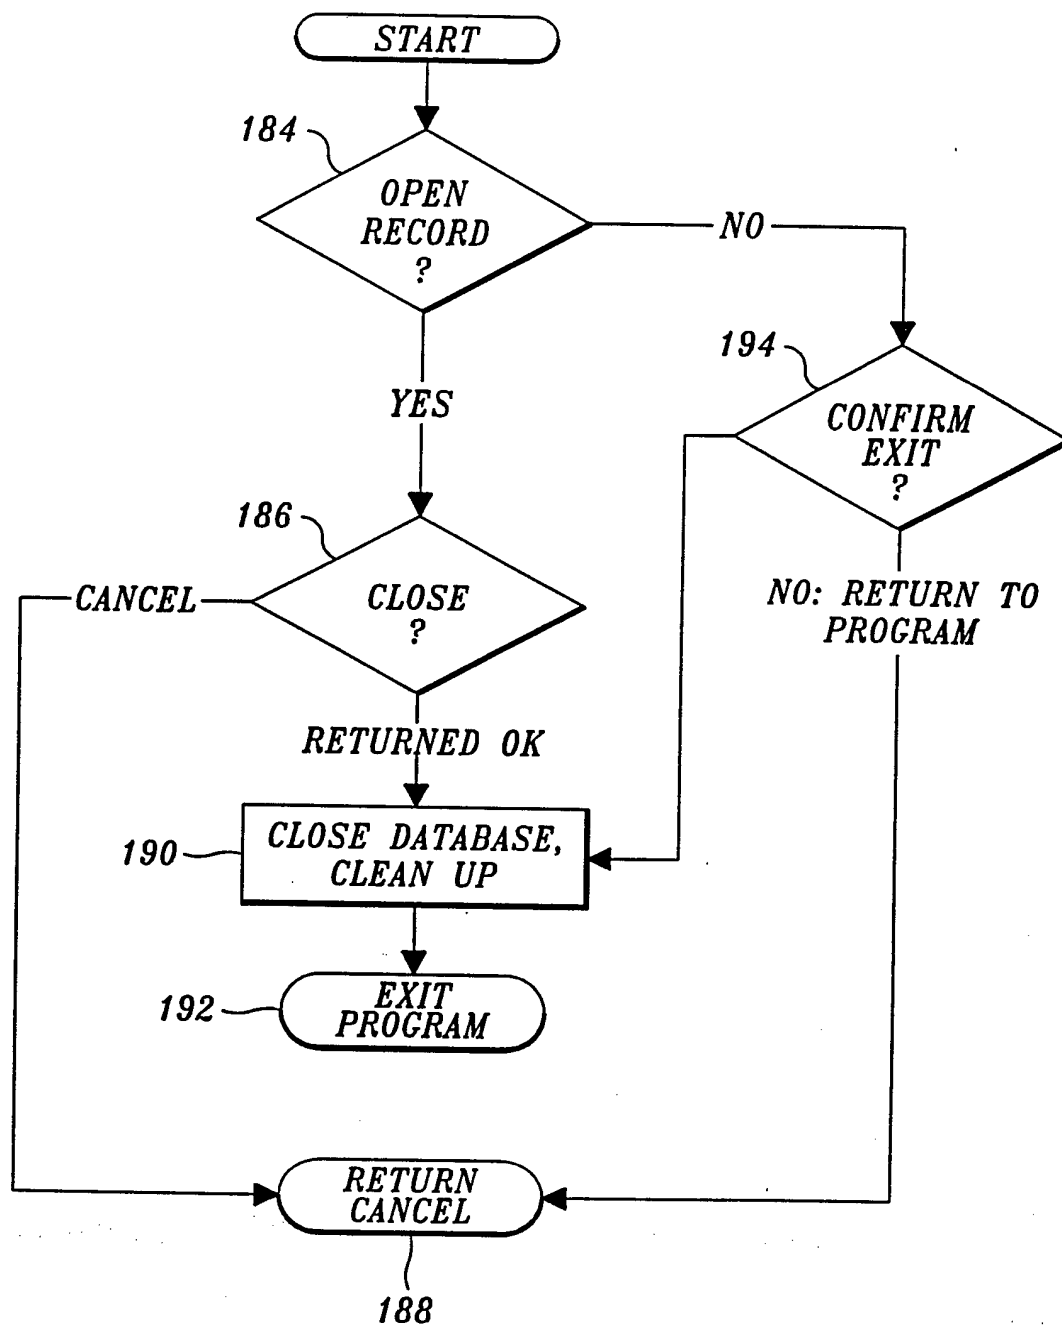 START
184
OPEN
RECORD
?
NO
194
CONFIRM
EXIT
?
YES
186
CLOSE
?
CANCEL
NO: RETURN TO
PROGRAM
RETURNED OK
190
CLOSE DATABASE,
CLEAN UP
192
EXIT
PROGRAM
RETURN
CANCEL
188